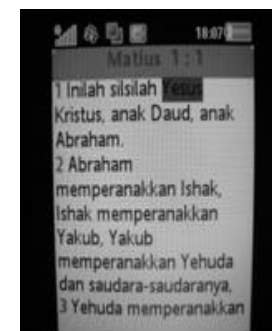 18:07
Matius 1:1
1 Inilah silsilah Yesus
Kristus, anak Daud, anak
Abraham.
2 Abraham
memperanakkan Ishak,
Ishak memperanakkan
Yakub, Yakub
memperanakkan Yehuda
dan saudara-saudaranya.
3 Yehuda memperanakkan